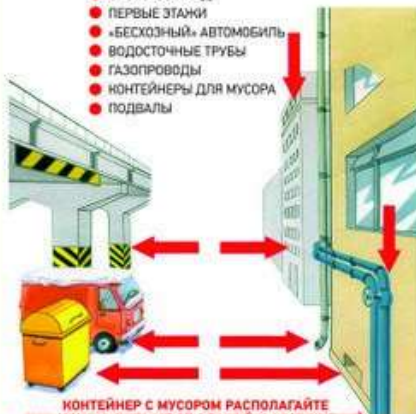 ● ПЕРВЫЕ ЭТАЖИ
● «БЕСХОЗНЫЙ» АВТОМОБИЛЬ
● ВОДОСТОЧНЫЕ ТРУБЫ
● ГАЗОПРОВОДЫ
● КОНТЕЙНЕРЫ ДЛЯ МУСОРА
● ПОДВАЛЫ
КОНТЕЙНЕР С МУСОРОМ РАСПОЛАГАЙТЕ